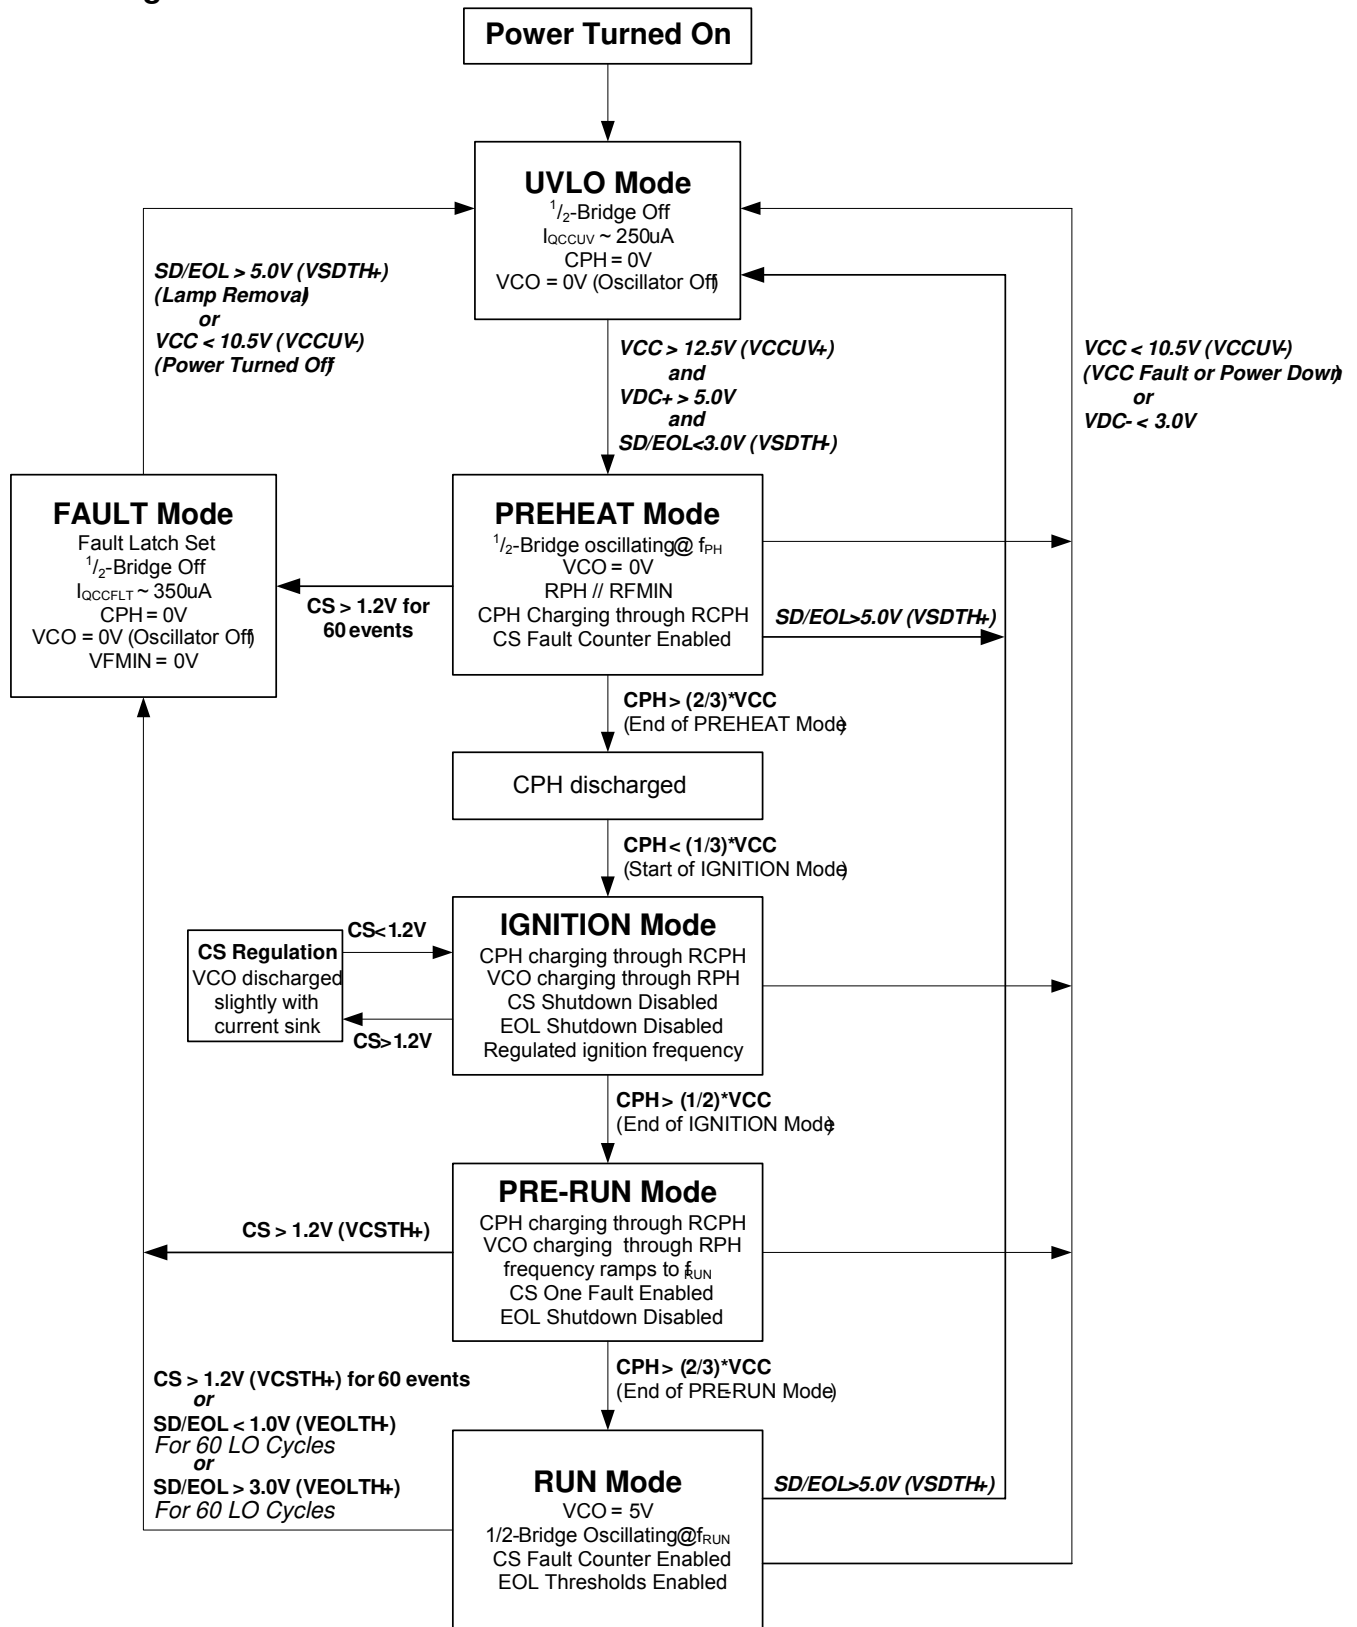 Power Turned On
UVLO Mode
1/2-Bridge Off
IQCCUV ~ 250uA
CPH = 0V
VCO = 0V (Oscillator Off)
SD/EOL > 5.0V (VSDTH+)
(Lamp Removal)
or
VCC < 10.5V (VCCUV-)
(Power Turned Off)
VCC > 12.5V (VCCUV+)
and
VDC+ > 5.0V
and
SD/EOL<3.0V (VSDTH-)
VCC < 10.5V (VCCUV-)
(VCC Fault or Power Down)
or
VDC- < 3.0V
FAULT Mode
Fault Latch Set
1/2-Bridge Off
IQCCFLT ~ 350uA
CPH = 0V
VCO = 0V (Oscillator Off)
VFMIN = 0V
CS > 1.2V for
60 events
PREHEAT Mode
1/2-Bridge oscillating@ fPH
VCO = 0V
RPH // RFMIN
CPH Charging through RCPH
CS Fault Counter Enabled
SD/EOL>5.0V (VSDTH+)
CPH > (2/3)*VCC
(End of PREHEAT Mode)
CPH discharged
CPH < (1/3)*VCC
(Start of IGNITION Mode)
CS Regulation
VCO discharged
slightly with
current sink
CS<1.2V
CS>1.2V
IGNITION Mode
CPH charging through RCPH
VCO charging through RPH
CS Shutdown Disabled
EOL Shutdown Disabled
Regulated ignition frequency
CPH > (1/2)*VCC
(End of IGNITION Mode)
CS > 1.2V (VCSTH+)
PRE-RUN Mode
CPH charging through RCPH
VCO charging through RPH
frequency ramps to fRUN
CS One Fault Enabled
EOL Shutdown Disabled
CPH > (2/3)*VCC
(End of PRE-RUN Mode)
CS > 1.2V (VCSTH+) for 60 events
or
SD/EOL < 1.0V (VEOLTH-)
For 60 LO Cycles
or
SD/EOL > 3.0V (VEOLTH+)
For 60 LO Cycles
RUN Mode
VCO = 5V
1/2-Bridge Oscillating@fRUN
CS Fault Counter Enabled
EOL Thresholds Enabled
SD/EOL>5.0V (VSDTH+)